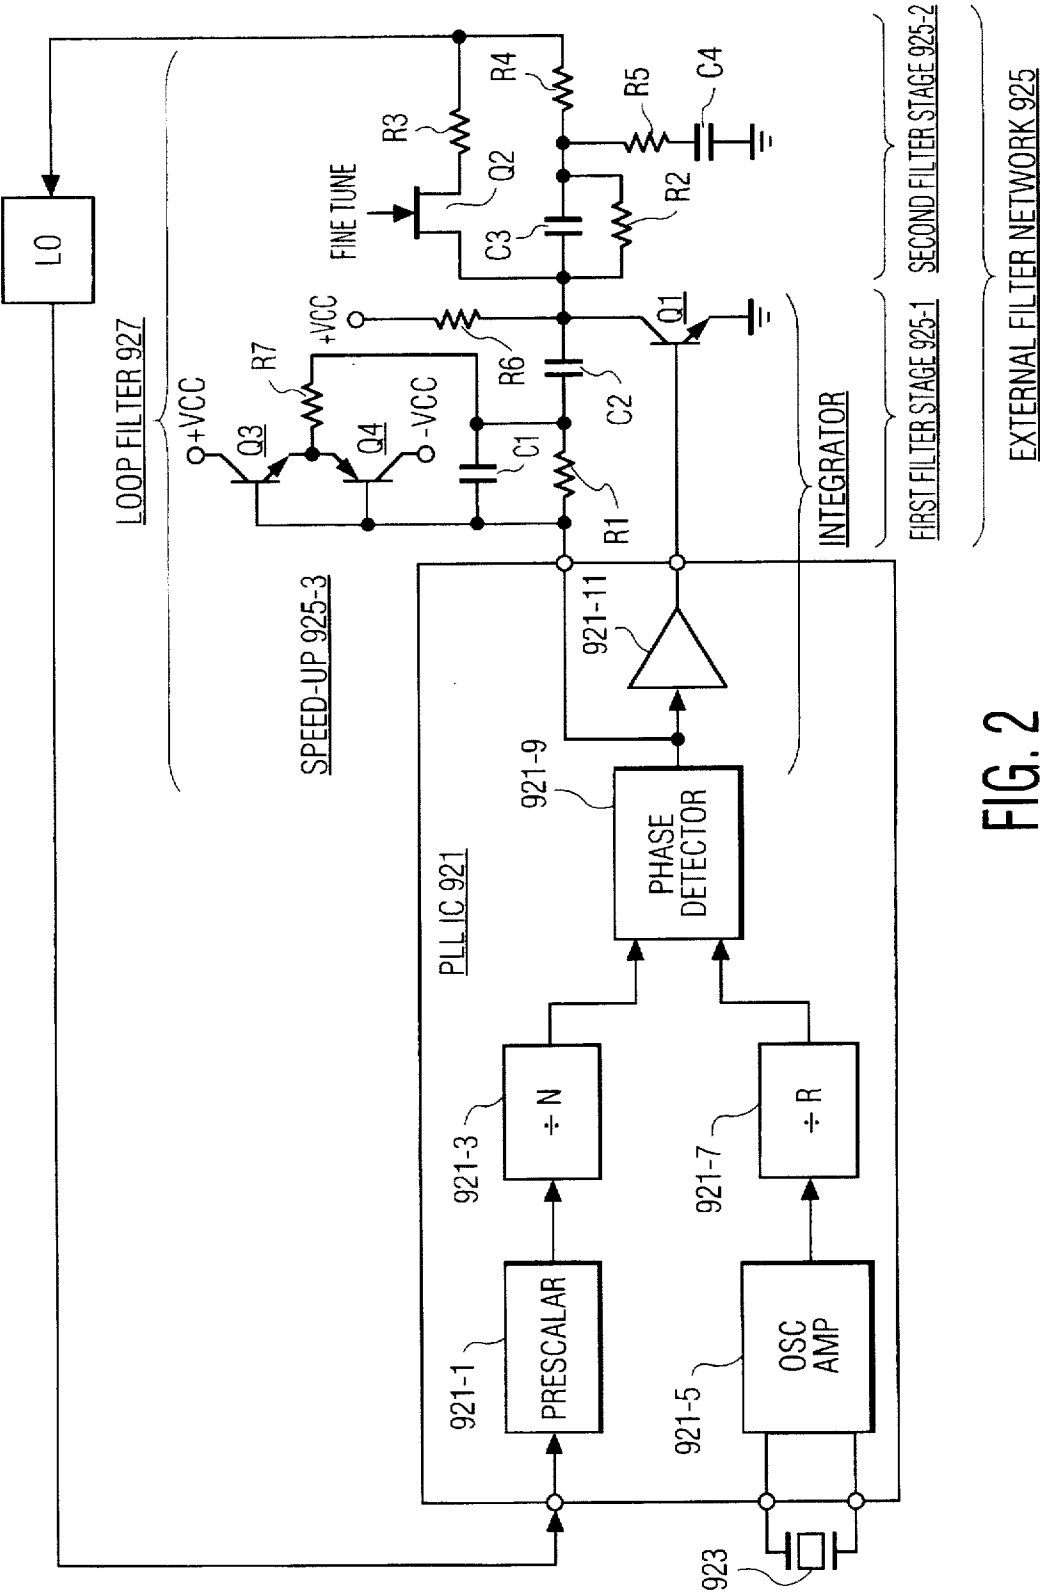 LO
LOOP FILTER 927
SPEED-UP 925-3
+VCC
Q3
Q4
-VCC
R7
C1
R1
+VCC
R6
C2
FINE TUNE
Q2
R3
R4
C3
R2
R5
C4
Q1
INTEGRATOR
FIRST FILTER STAGE 925-1
SECOND FILTER STAGE 925-2
EXTERNAL FILTER NETWORK 925
PLL IC 921
921-1
PRESCALAR
921-3
÷ N
921-5
OSC
AMP
921-7
÷ R
921-9
PHASE
DETECTOR
921-11
923
FIG. 2